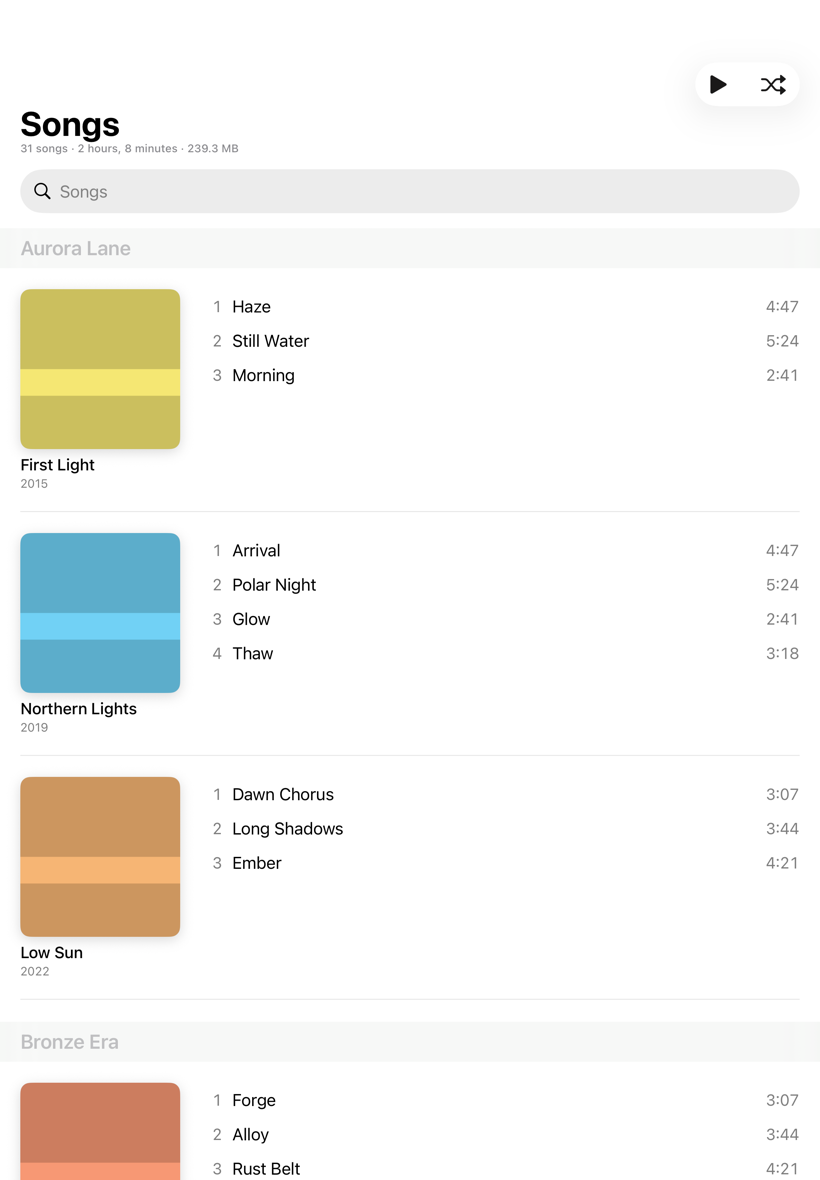 Songs
31 songs · 2 hours, 8 minutes · 239.3 MB
Songs
Aurora Lane
1 Haze 4:47
2 Still Water 5:24
3 Morning 2:41
First Light
2015
1 Arrival 4:47
2 Polar Night 5:24
3 Glow 2:41
4 Thaw 3:18
Northern Lights
2019
1 Dawn Chorus 3:07
2 Long Shadows 3:44
3 Ember 4:21
Low Sun
2022
Bronze Era
1 Forge 3:07
2 Alloy 3:44
3 Rust Belt 4:21